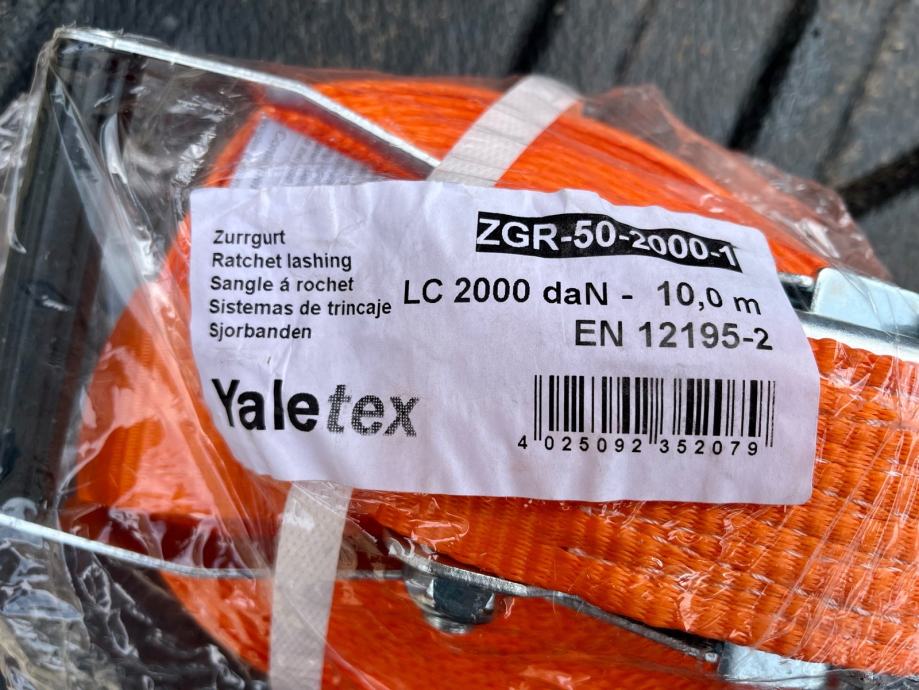 Zurrgurt
Ratchet lashing
Sangle á rochet
Sistemas de trincaje
Sjorbanden
ZGR-50-2000-1
LC 2000 daN - 10,0 m
EN 12195-2
Yaletex
4 025092 352079